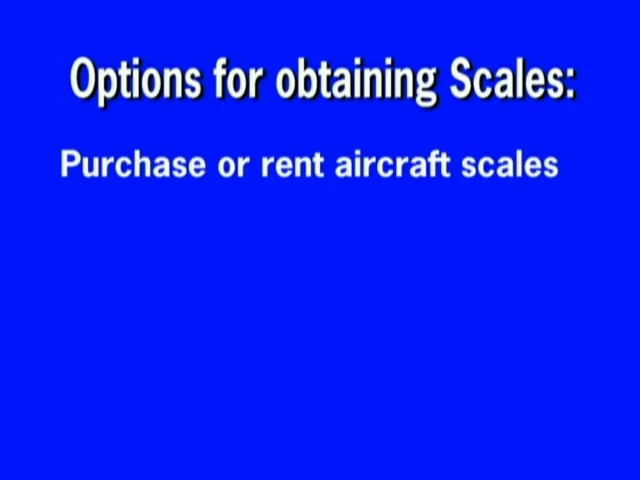 Options for obtaining Scales:
Purchase or rent aircraft scales